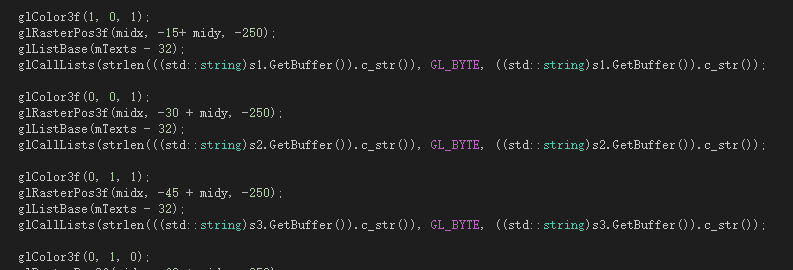 glColor3f(1, 0, 1);
glRasterPos3f(midx, -15+ midy, -250);
glListBase(mTexts - 32);
glCallLists(strlen(((std::string)s1.GetBuffer()).c_str()), GL_BYTE, ((std::string)s1.GetBuffer()).c_str());
glColor3f(0, 0, 1);
glRasterPos3f(midx, -30 + midy, -250);
glListBase(mTexts - 32);
glCallLists(strlen(((std::string)s2.GetBuffer()).c_str()), GL_BYTE, ((std::string)s2.GetBuffer()).c_str());
glColor3f(0, 1, 1);
glRasterPos3f(midx, -45 + midy, -250);
glListBase(mTexts - 32);
glCallLists(strlen(((std::string)s3.GetBuffer()).c_str()), GL_BYTE, ((std::string)s3.GetBuffer()).c_str());
glColor3f(0, 1, 0);